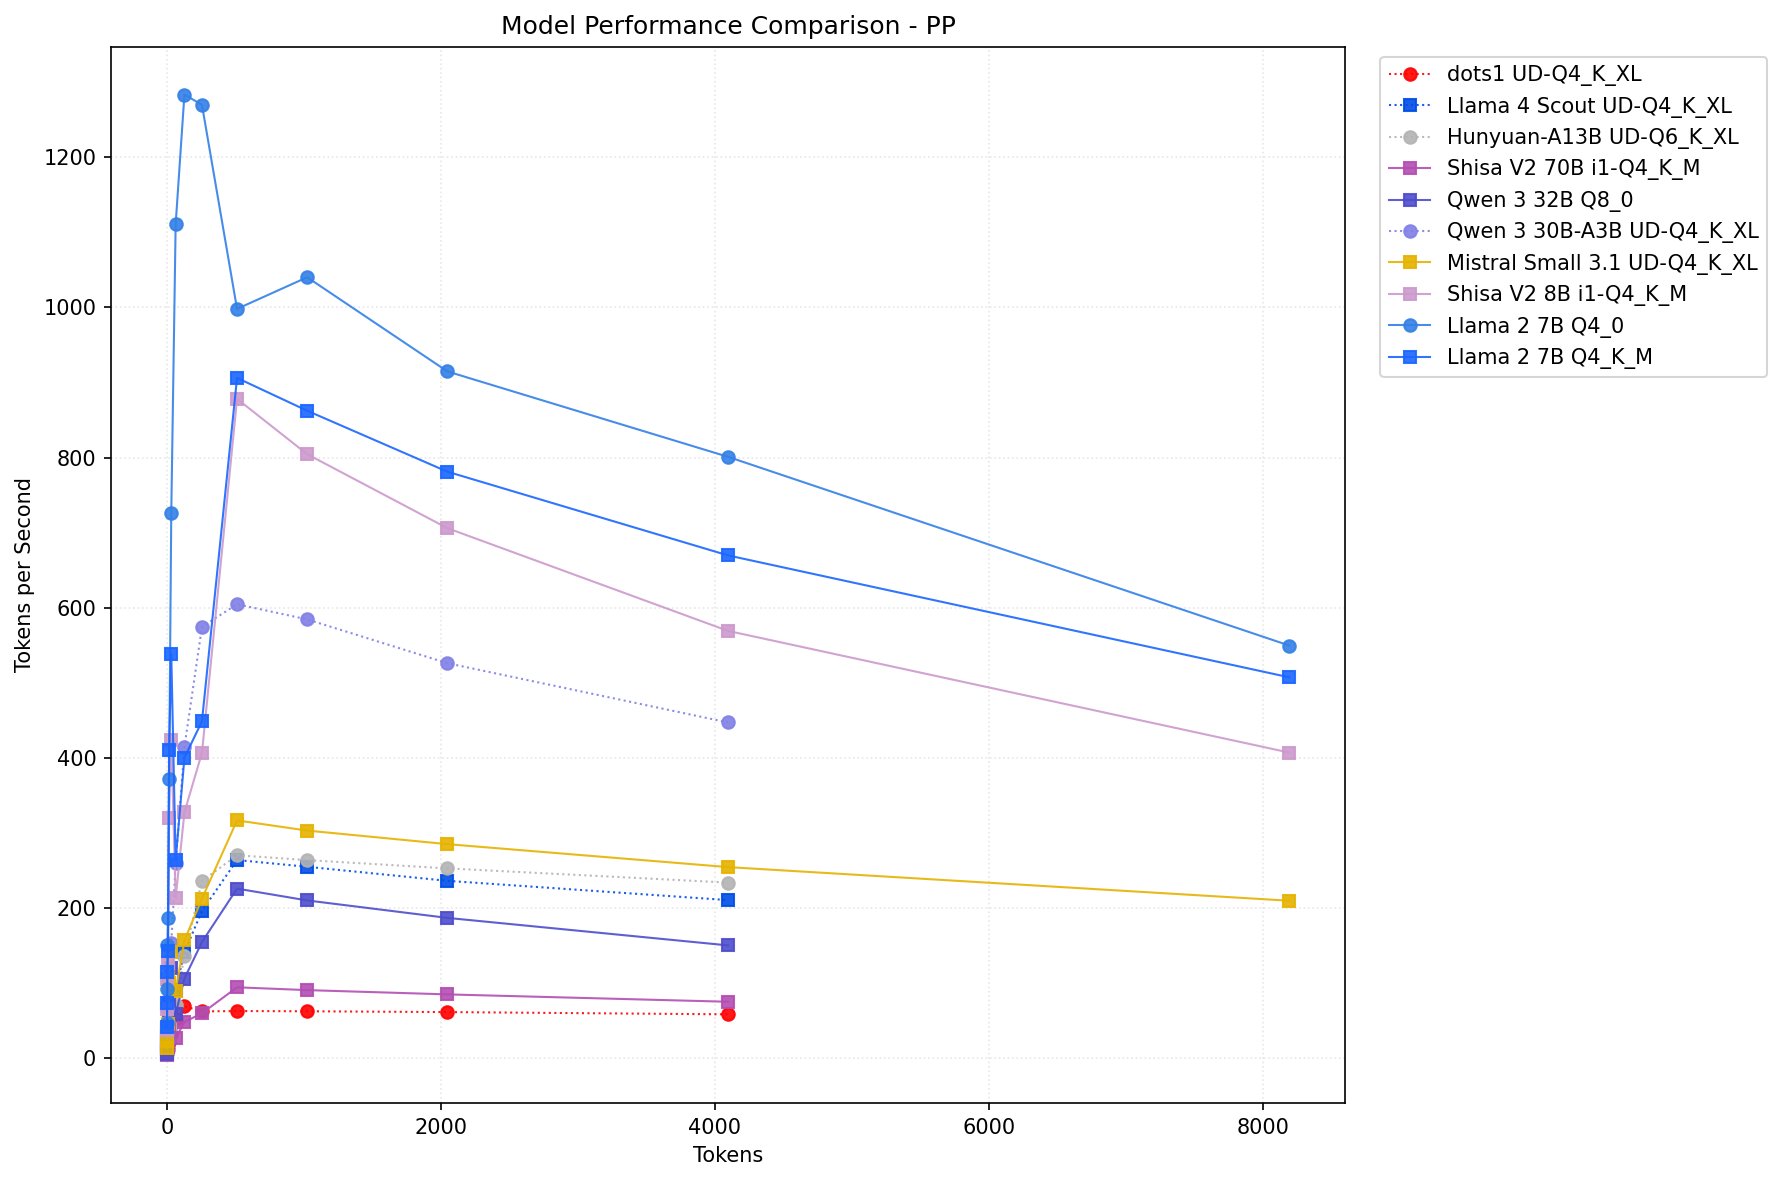 Model Performance Comparison - PP
Tokens per Second
1200
1000
800
600
400
200
0
0
2000
4000
6000
8000
Tokens
dots1 UD-Q4_K_XL
Llama 4 Scout UD-Q4_K_XL
Hunyuan-A13B UD-Q6_K_XL
Shisa V2 70B i1-Q4_K_M
Qwen 3 32B Q8_0
Qwen 3 30B-A3B UD-Q4_K_XL
Mistral Small 3.1 UD-Q4_K_XL
Shisa V2 8B i1-Q4_K_M
Llama 2 7B Q4_0
Llama 2 7B Q4_K_M